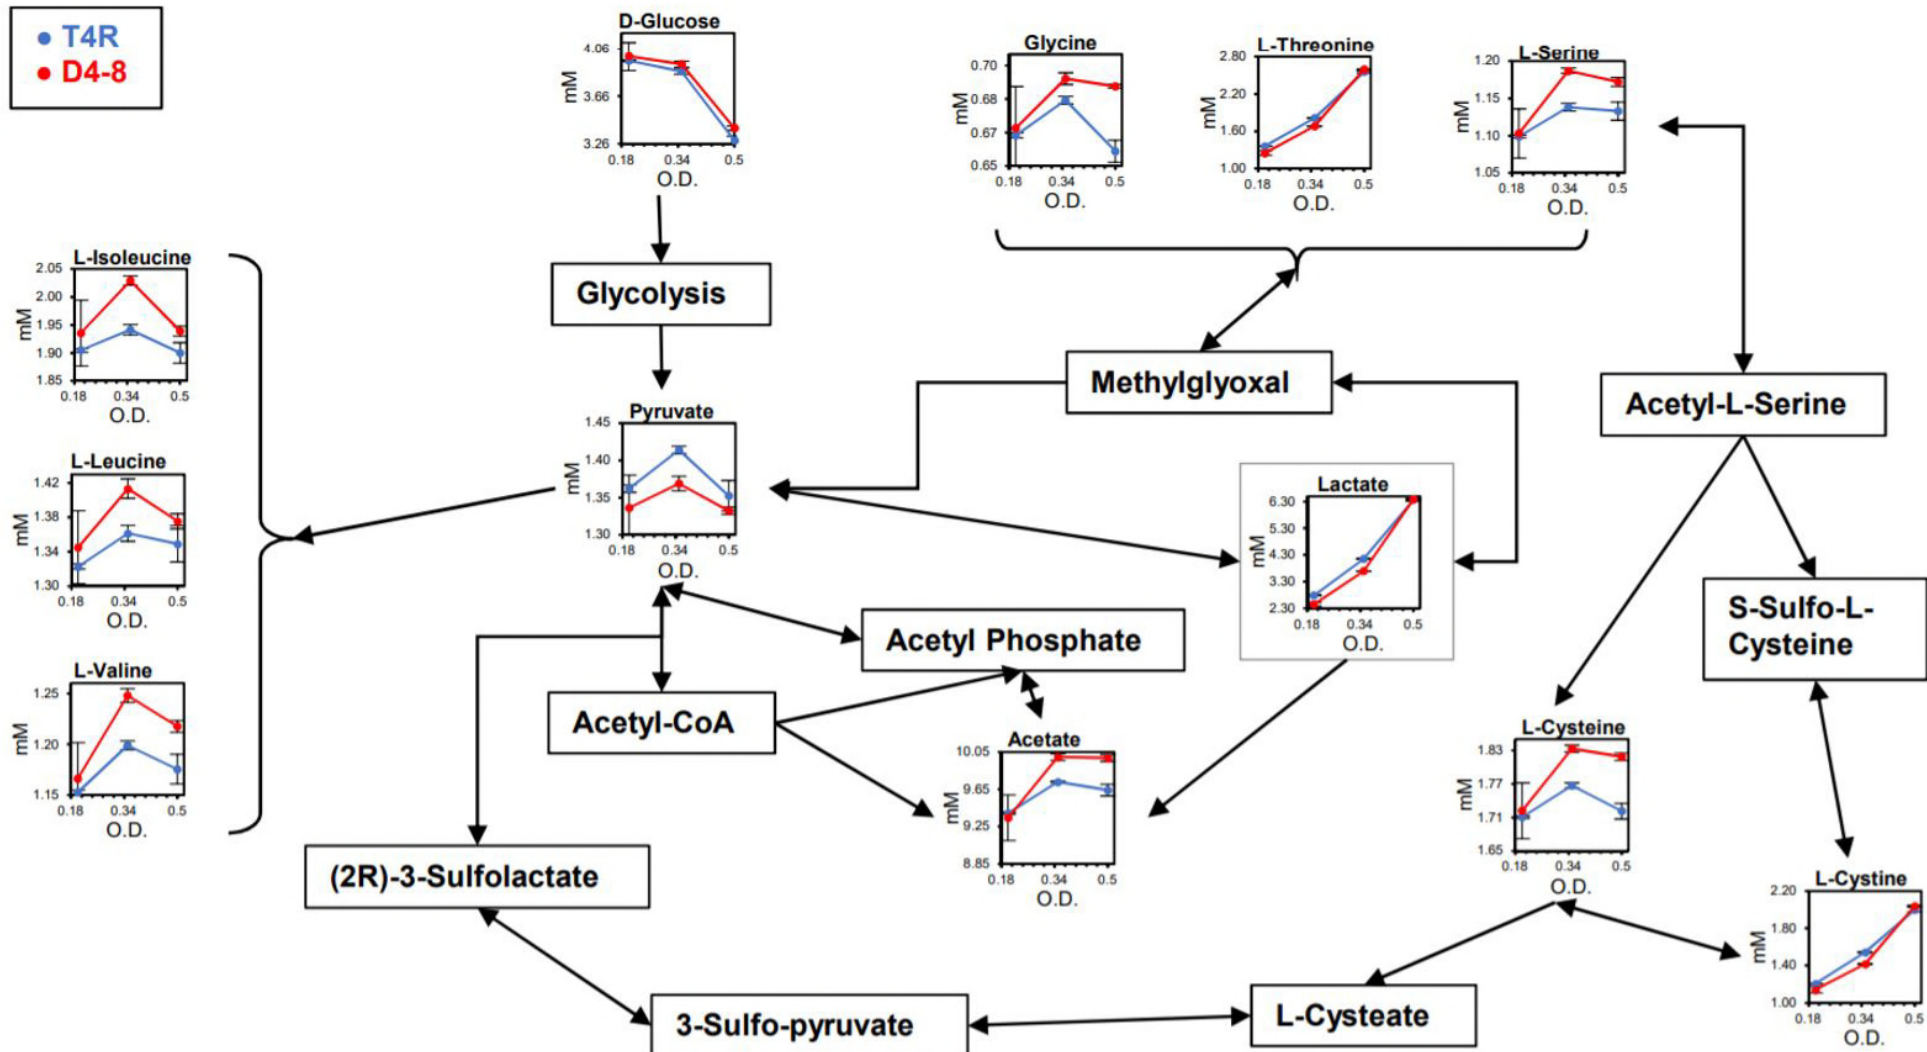 T4R
D4-8
D-Glucose
4.06
3.66
3.26
mM
0.18 0.34 0.5
O.D.
Glycine
0.70
0.68
0.67
0.65
mM
0.18 0.34 0.5
O.D.
L-Threonine
2.80
2.20
1.60
1.00
mM
0.18 0.34 0.5
O.D.
L-Serine
1.20
1.15
1.10
1.05
mM
0.18 0.34 0.5
O.D.
L-Isoleucine
2.05
2.00
1.95
1.90
1.85
mM
0.18 0.34 0.5
O.D.
Glycolysis
Methylglyoxal
Acetyl-L-Serine
Pyruvate
1.45
1.40
1.35
1.30
mM
0.18 0.34 0.5
O.D.
L-Leucine
1.42
1.38
1.34
1.30
mM
0.18 0.34 0.5
O.D.
Lactate
6.30
5.30
4.30
3.30
2.30
mM
0.18 0.34 0.5
O.D.
S-Sulfo-L-
Cysteine
Acetyl Phosphate
L-Valine
1.25
1.20
1.15
mM
0.18 0.34 0.5
O.D.
Acetyl-CoA
Acetate
10.05
9.65
9.25
8.85
mM
0.18 0.34 0.5
O.D.
L-Cysteine
1.83
1.77
1.71
1.65
mM
0.18 0.34 0.5
O.D.
(2R)-3-Sulfolactate
L-Cystine
2.20
1.80
1.40
1.00
mM
0.18 0.34 0.5
O.D.
3-Sulfo-pyruvate
L-Cysteate